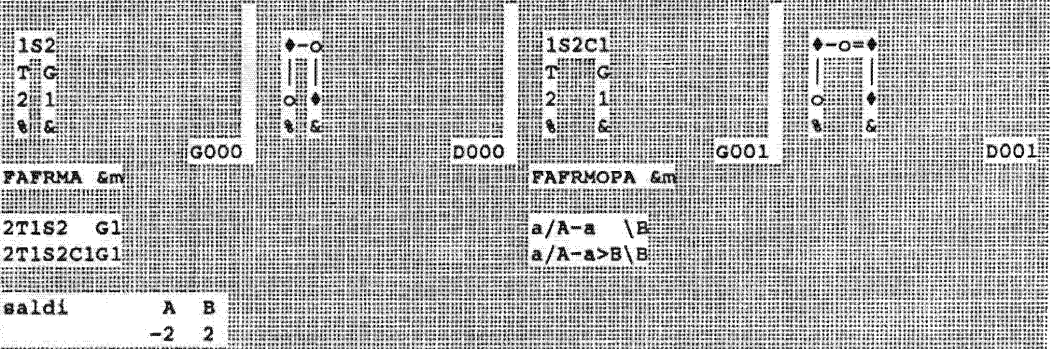 1S2 ♦-o 1S2C1 ♦-o=♦
T G | | T G | |
2 1 o ♦ 2 1 o ♦
% & % & % & % &
G000 D000 G001 D001
FAFRMA &m FAFRMOPA &m
2T1S2 G1 a/A-a \B
2T1S2C1G1 a/A-a>B\B
saldi A B
-2 2